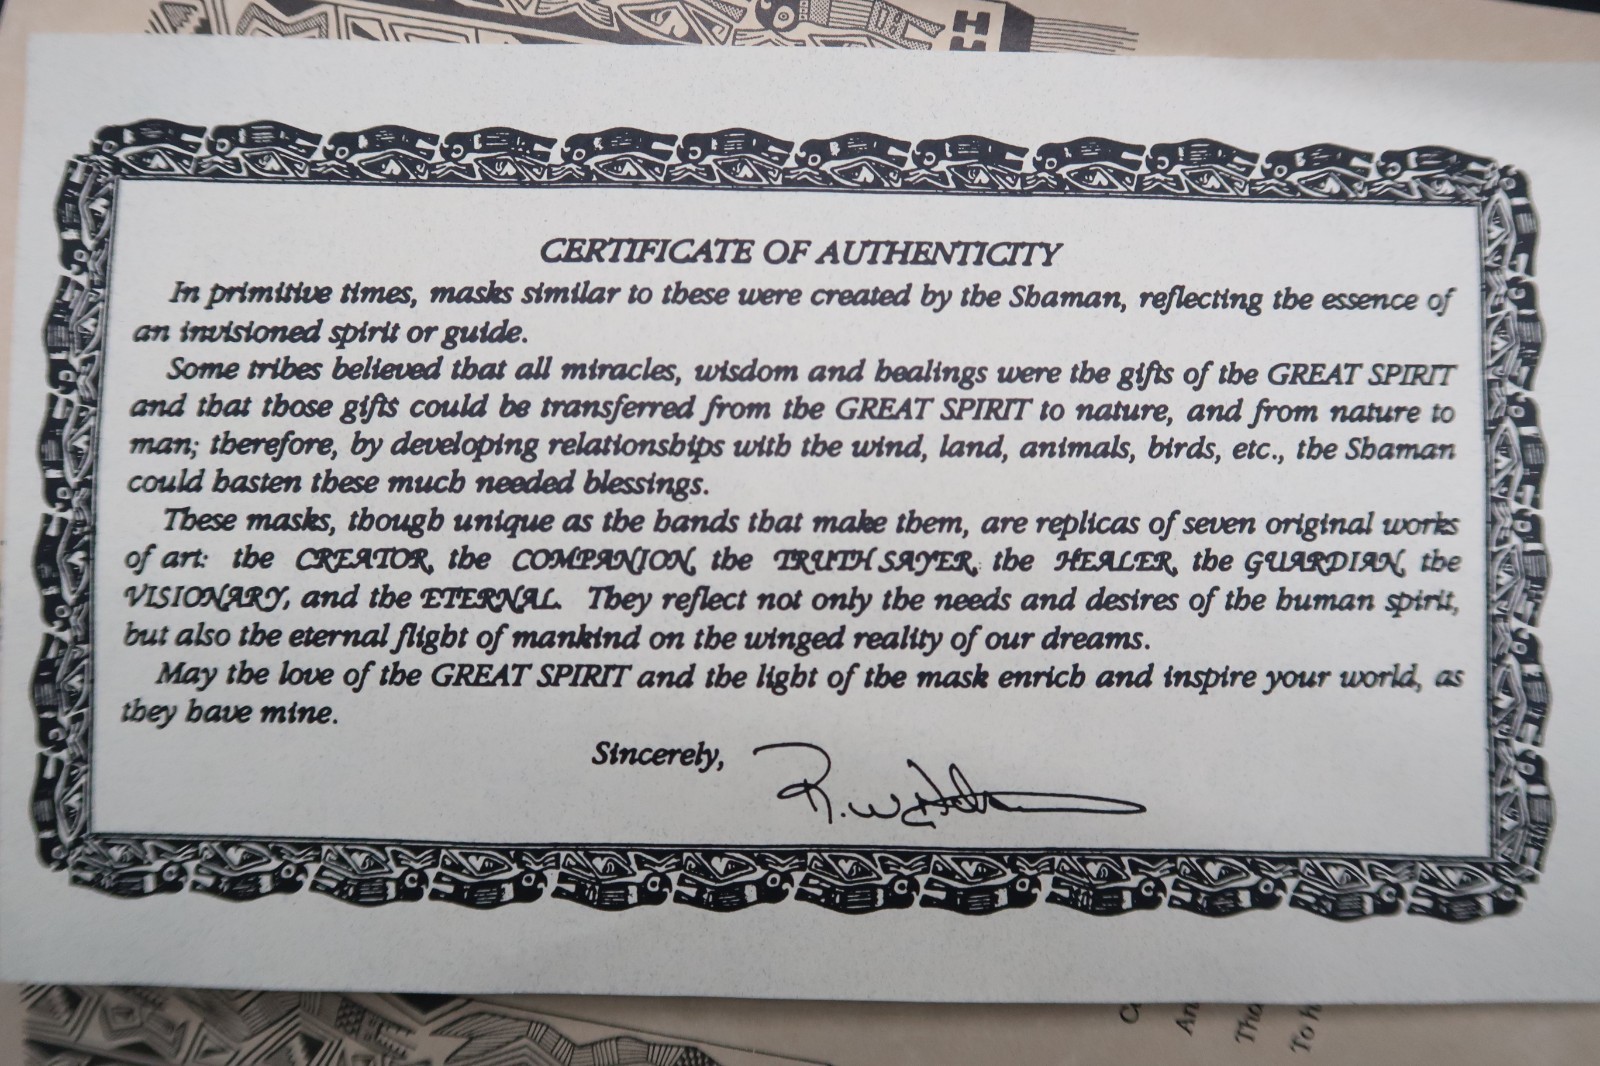 CERTIFICATE OF AUTHENTICITY
In primitive times, masks similar to these were created by the Shaman, reflecting the essence of
an invisioned spirit or guide.
Some tribes believed that all miracles, wisdom and healings were the gifts of the GREAT SPIRIT
and that those gifts could be transferred from the GREAT SPIRIT to nature, and from nature to
man; therefore, by developing relationships with the wind, land, animals, birds, etc., the Shaman
could hasten these much needed blessings.
These masks, though unique as the hands that make them, are replicas of seven original works
of art: the CREATOR, the COMPANION, the TRUTH SAYER, the HEALER, the GUARDIAN, the
VISIONARY, and the ETERNAL. They reflect not only the needs and desires of the human spirit,
but also the eternal flight of mankind on the winged reality of our dreams.
May the love of the GREAT SPIRIT and the light of the mask enrich and inspire your world, as
they have mine.
Sincerely,
An
Tha
To h